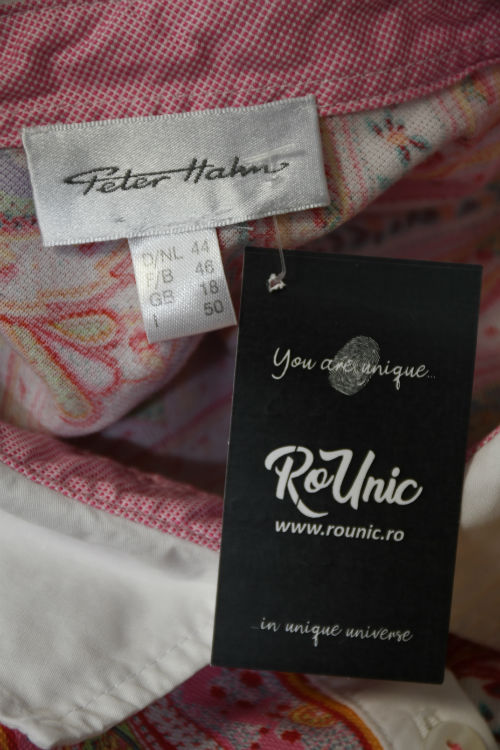 Peter Hahn
D/NL 44
F/B 46
GB 18
I 50
You are unique...
RoUnic
www.rounic.ro
...in unique universe